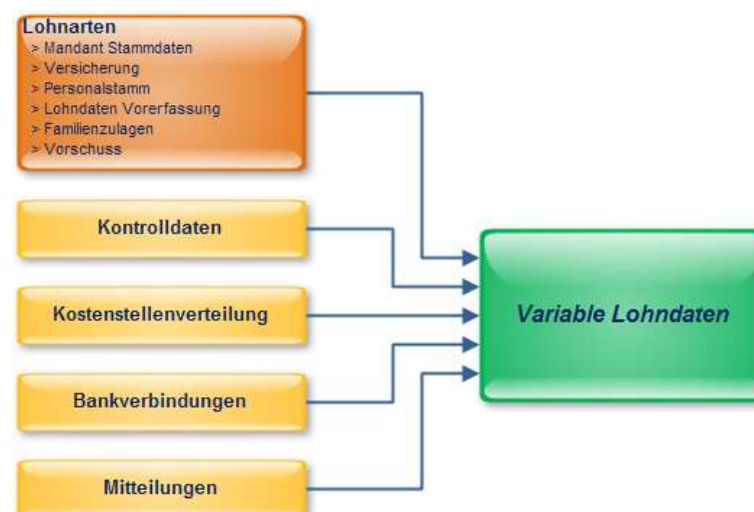 Lohnarten
> Mandant Stammdaten
> Versicherung
> Personalstamm
> Lohndaten Vorerfassung
> Familienzulagen
> Vorschuss
Kontrolldaten
Kostenstellenverteilung
Bankverbindungen
Mitteilungen
Variable Lohndaten